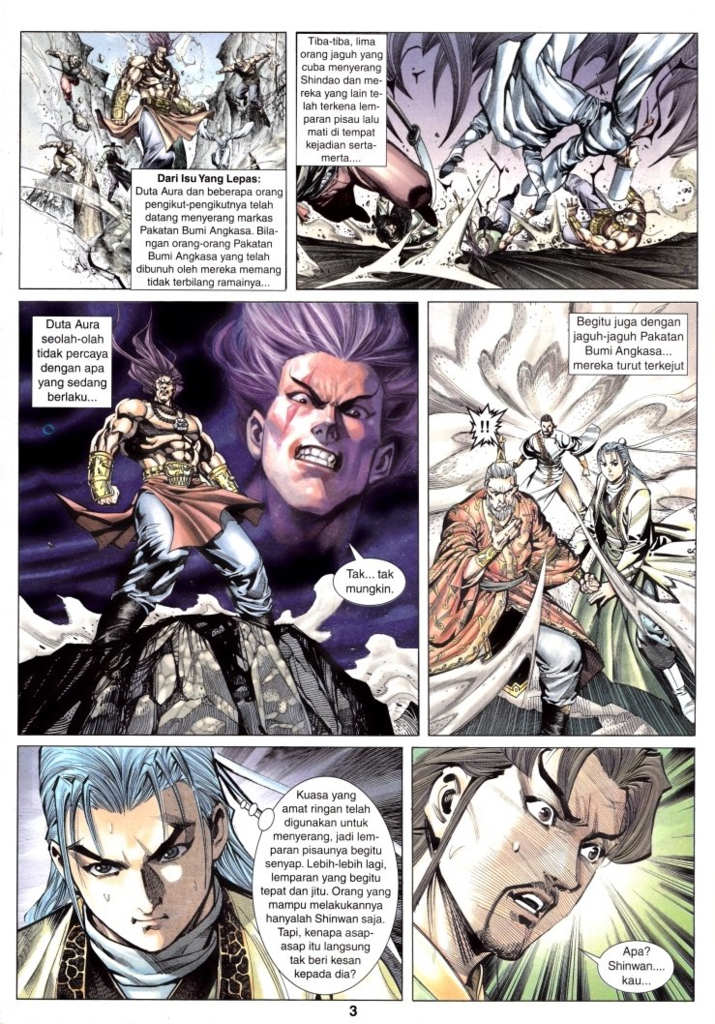 Dari Isu Yang Lepas:
Duta Aura dan beberapa orang
pengikut-pengikutnya telah
datang menyerang markas
Pakatan Bumi Angkasa. Bila-
ngan orang-orang Pakatan
Bumi Angkasa yang telah
dibunuh oleh mereka memang
tidak terbilang ramainya...
Tiba-tiba, lima
orang jaguh yang
cuba menyerang
Shindao dan me-
reka yang lain te-
lah terkena lem-
paran pisau lalu
mati di tempat
kejadian serta-
merta....
Duta Aura
seolah-olah
tidak percaya
dengan apa
yang sedang
berlaku...
Tak... tak
mungkin.
Begitu juga dengan
jaguh-jaguh Pakatan
Bumi Angkasa...
mereka turut terkejut
!!
Kuasa yang
amat ringan telah
digunakan untuk
menyerang, jadi lem-
paran pisaunya begitu
senyap. Lebih-lebih lagi,
lemparannya begitu
tepat dan jitu. Orang yang
mampu melakukannya
hanyalah Shinwan saja.
Tapi, kenapa asap-
asap itu langsung
tak beri kesan
kepada dia?
Apa?
Shinwan....
kau...
3